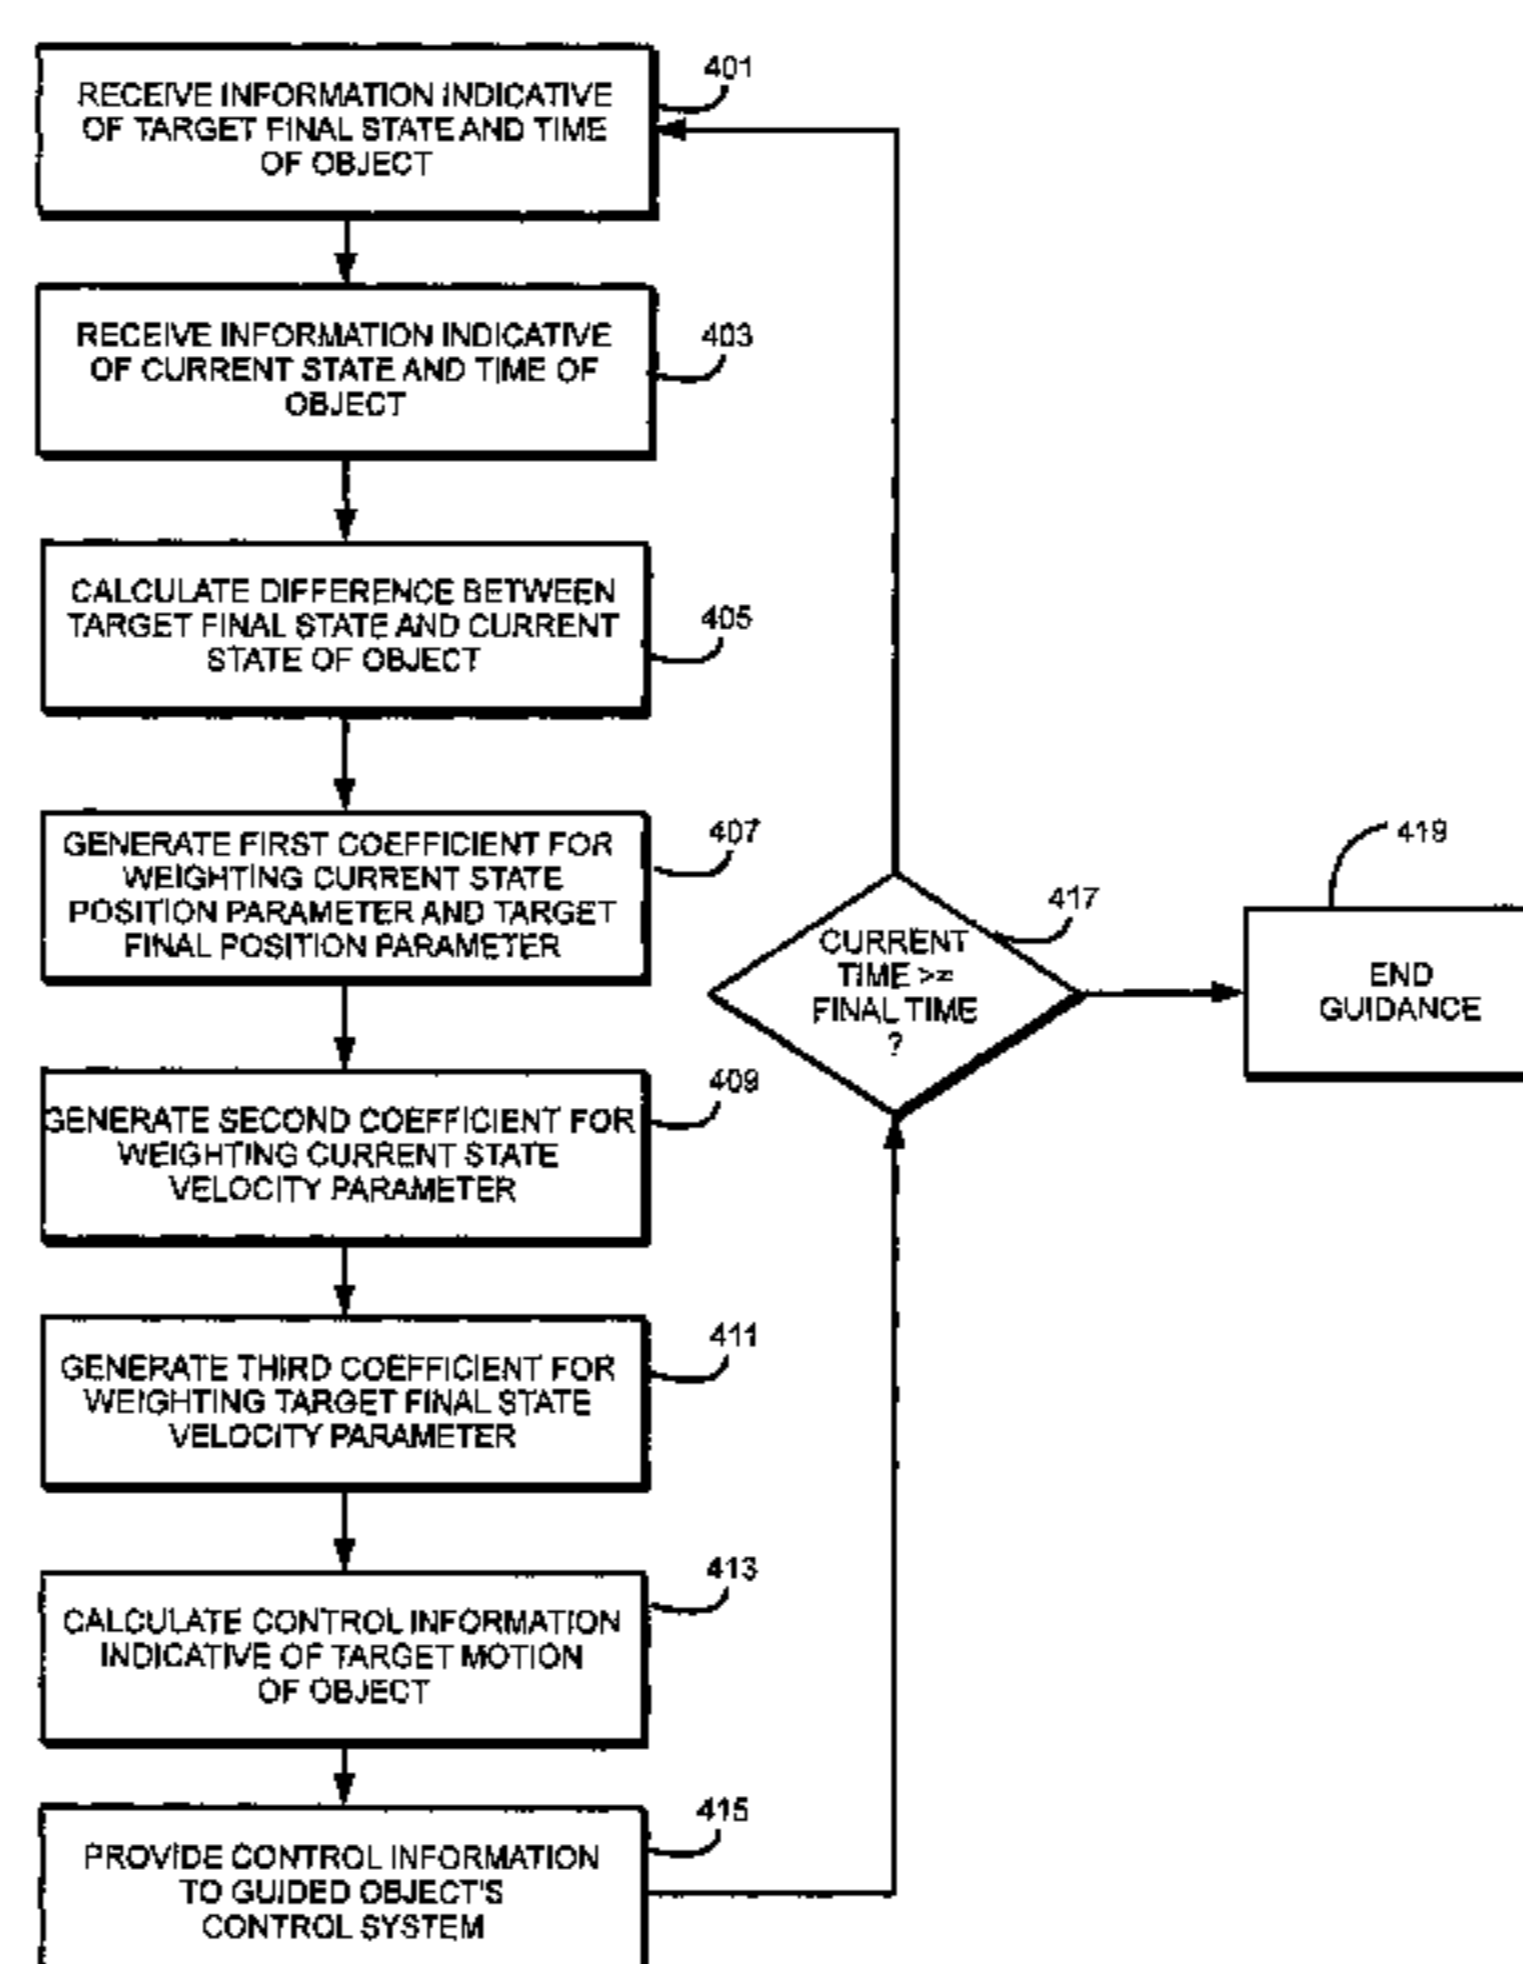 401
RECEIVE INFORMATION INDICATIVE
OF TARGET FINAL STATE AND TIME
OF OBJECT
403
RECEIVE INFORMATION INDICATIVE
OF CURRENT STATE AND TIME OF
OBJECT
405
CALCULATE DIFFERENCE BETWEEN
TARGET FINAL STATE AND CURRENT
STATE OF OBJECT
407
GENERATE FIRST COEFFICIENT FOR
WEIGHTING CURRENT STATE
POSITION PARAMETER AND TARGET
FINAL POSITION PARAMETER
409
GENERATE SECOND COEFFICIENT FOR
WEIGHTING CURRENT STATE
VELOCITY PARAMETER
411
GENERATE THIRD COEFFICIENT FOR
WEIGHTING TARGET FINAL STATE
VELOCITY PARAMETER
413
CALCULATE CONTROL INFORMATION
INDICATIVE OF TARGET MOTION
OF OBJECT
415
PROVIDE CONTROL INFORMATION
TO GUIDED OBJECT'S
CONTROL SYSTEM
417
CURRENT
TIME >=
FINAL TIME
?
419
END
GUIDANCE